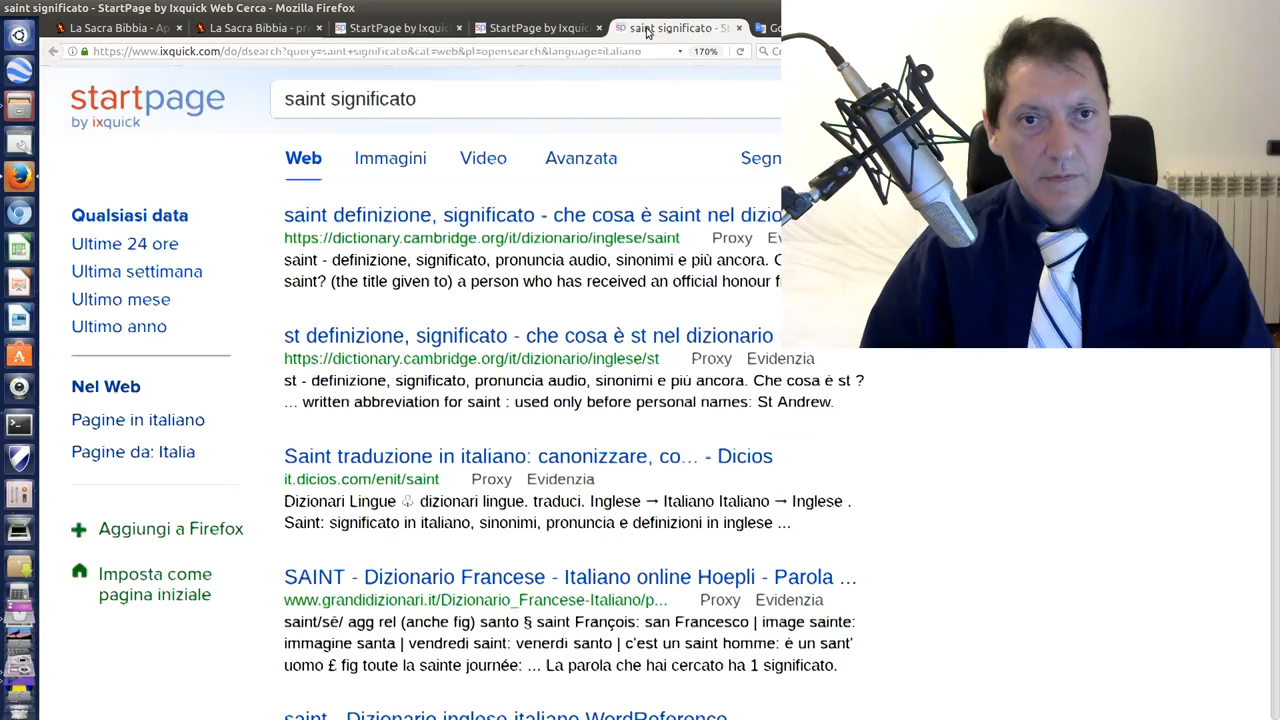 saint significato - StartPage by Ixquick Web Cerca - Mozilla Firefox
La Sacra Bibbia - Ap
La Sacra Bibbia - pr
StartPage by Ixquic
StartPage by Ixquic
saint significato - St
Go
https://www.ixquick.com/do/dsearch?query=saint+significato&cat=web&pl=opensearch&language=italiano
170%
C
startpage
by ixquick
saint significato
Web
Immagini
Video
Avanzata
Segn
Qualsiasi data
Ultime 24 ore
Ultima settimana
Ultimo mese
Ultimo anno
Nel Web
Pagine in italiano
Pagine da: Italia
Aggiungi a Firefox
Imposta come
pagina iniziale
saint definizione, significato - che cosa è saint nel dizio
https://dictionary.cambridge.org/it/dizionario/inglese/saint Proxy Ev
saint - definizione, significato, pronuncia audio, sinonimi e più ancora. C
saint? (the title given to) a person who has received an official honour f
st definizione, significato - che cosa è st nel dizionario
https://dictionary.cambridge.org/it/dizionario/inglese/st Proxy Evidenzia
st - definizione, significato, pronuncia audio, sinonimi e più ancora. Che cosa è st ?
... written abbreviation for saint : used only before personal names: St Andrew.
Saint traduzione in italiano: canonizzare, co... - Dicios
it.dicios.com/enit/saint Proxy Evidenzia
Dizionari Lingue ♧ dizionari lingue. traduci. Inglese → Italiano Italiano → Inglese .
Saint: significato in italiano, sinonimi, pronuncia e definizioni in inglese ...
SAINT - Dizionario Francese - Italiano online Hoepli - Parola ...
www.grandidizionari.it/Dizionario_Francese-Italiano/p... Proxy Evidenzia
saint/sɛ̃/ agg rel (anche fig) santo § saint François: san Francesco | image sainte:
immagine santa | vendredi saint: venerdì santo | c'est un saint homme: è un sant'
uomo £ fig toute la sainte journée: ... La parola che hai cercato ha 1 significato.
saint - Dizionario inglese-italiano WordReference